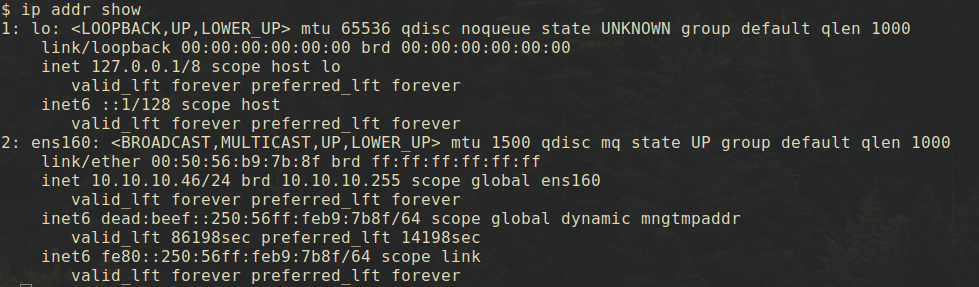 $ ip addr show
1: lo: <LOOPBACK,UP,LOWER_UP> mtu 65536 qdisc noqueue state UNKNOWN group default qlen 1000
    link/loopback 00:00:00:00:00:00 brd 00:00:00:00:00:00
    inet 127.0.0.1/8 scope host lo
       valid_lft forever preferred_lft forever
    inet6 ::1/128 scope host
       valid_lft forever preferred_lft forever
2: ens160: <BROADCAST,MULTICAST,UP,LOWER_UP> mtu 1500 qdisc mq state UP group default qlen 1000
    link/ether 00:50:56:b9:7b:8f brd ff:ff:ff:ff:ff:ff
    inet 10.10.10.46/24 brd 10.10.10.255 scope global ens160
       valid_lft forever preferred_lft forever
    inet6 dead:beef::250:56ff:feb9:7b8f/64 scope global dynamic mngtmpaddr
       valid_lft 86198sec preferred_lft 14198sec
    inet6 fe80::250:56ff:feb9:7b8f/64 scope link
       valid_lft forever preferred_lft forever